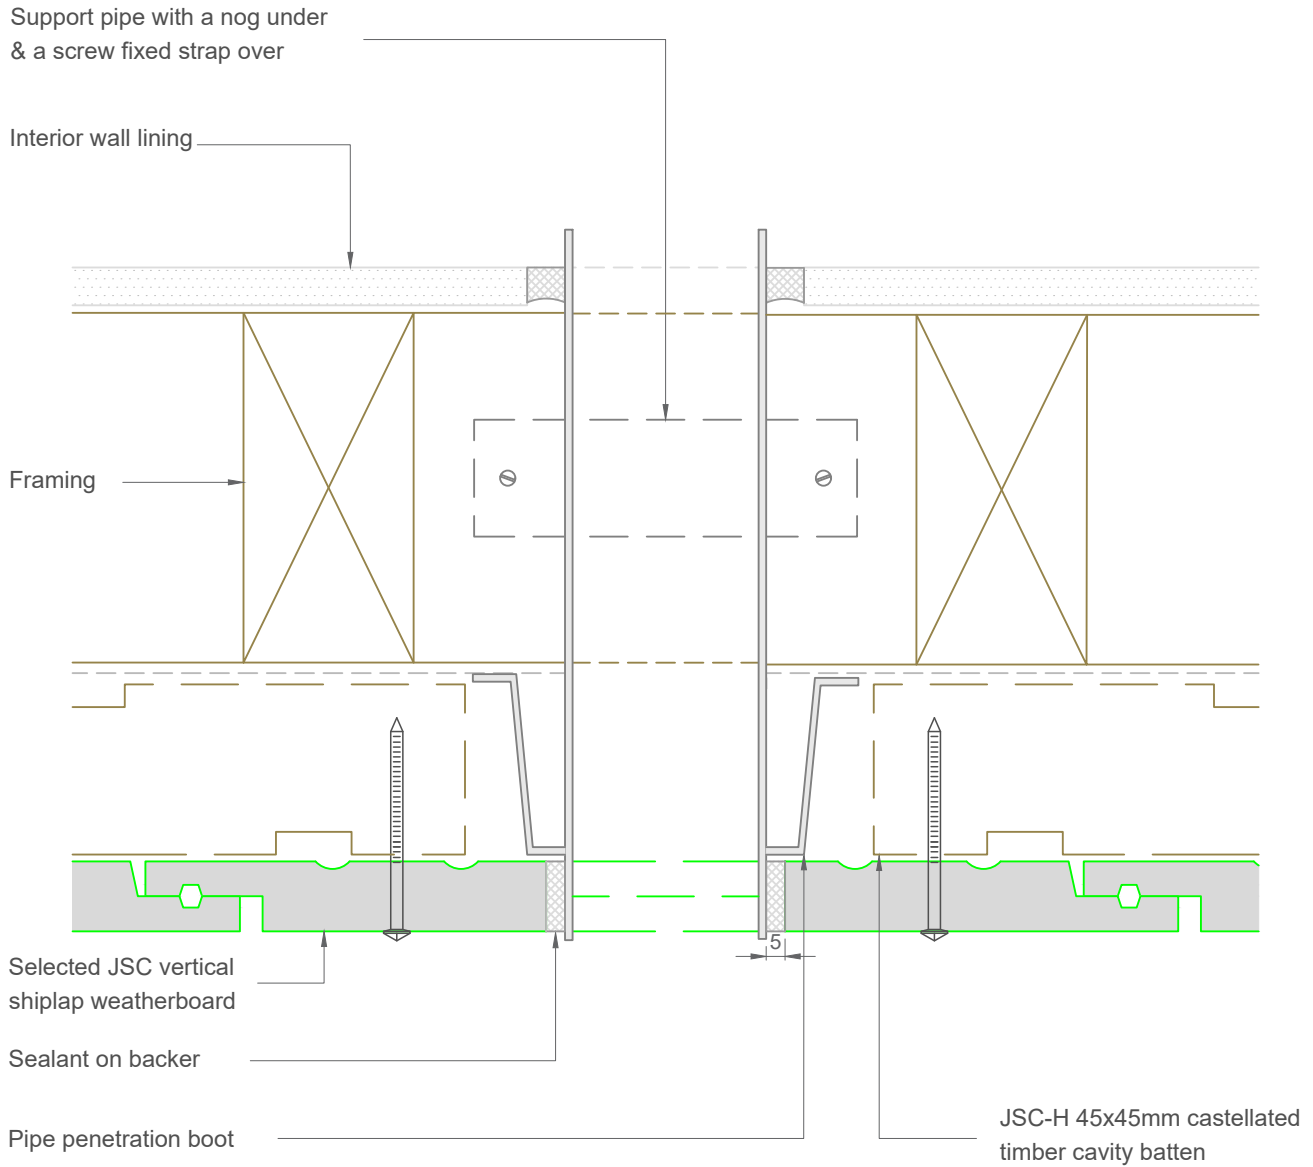 Support pipe with a nog under
& a screw fixed strap over
Interior wall lining
Framing
5
Selected JSC vertical
shiplap weatherboard
Sealant on backer
Pipe penetration boot
JSC-H 45x45mm castellated
timber cavity batten